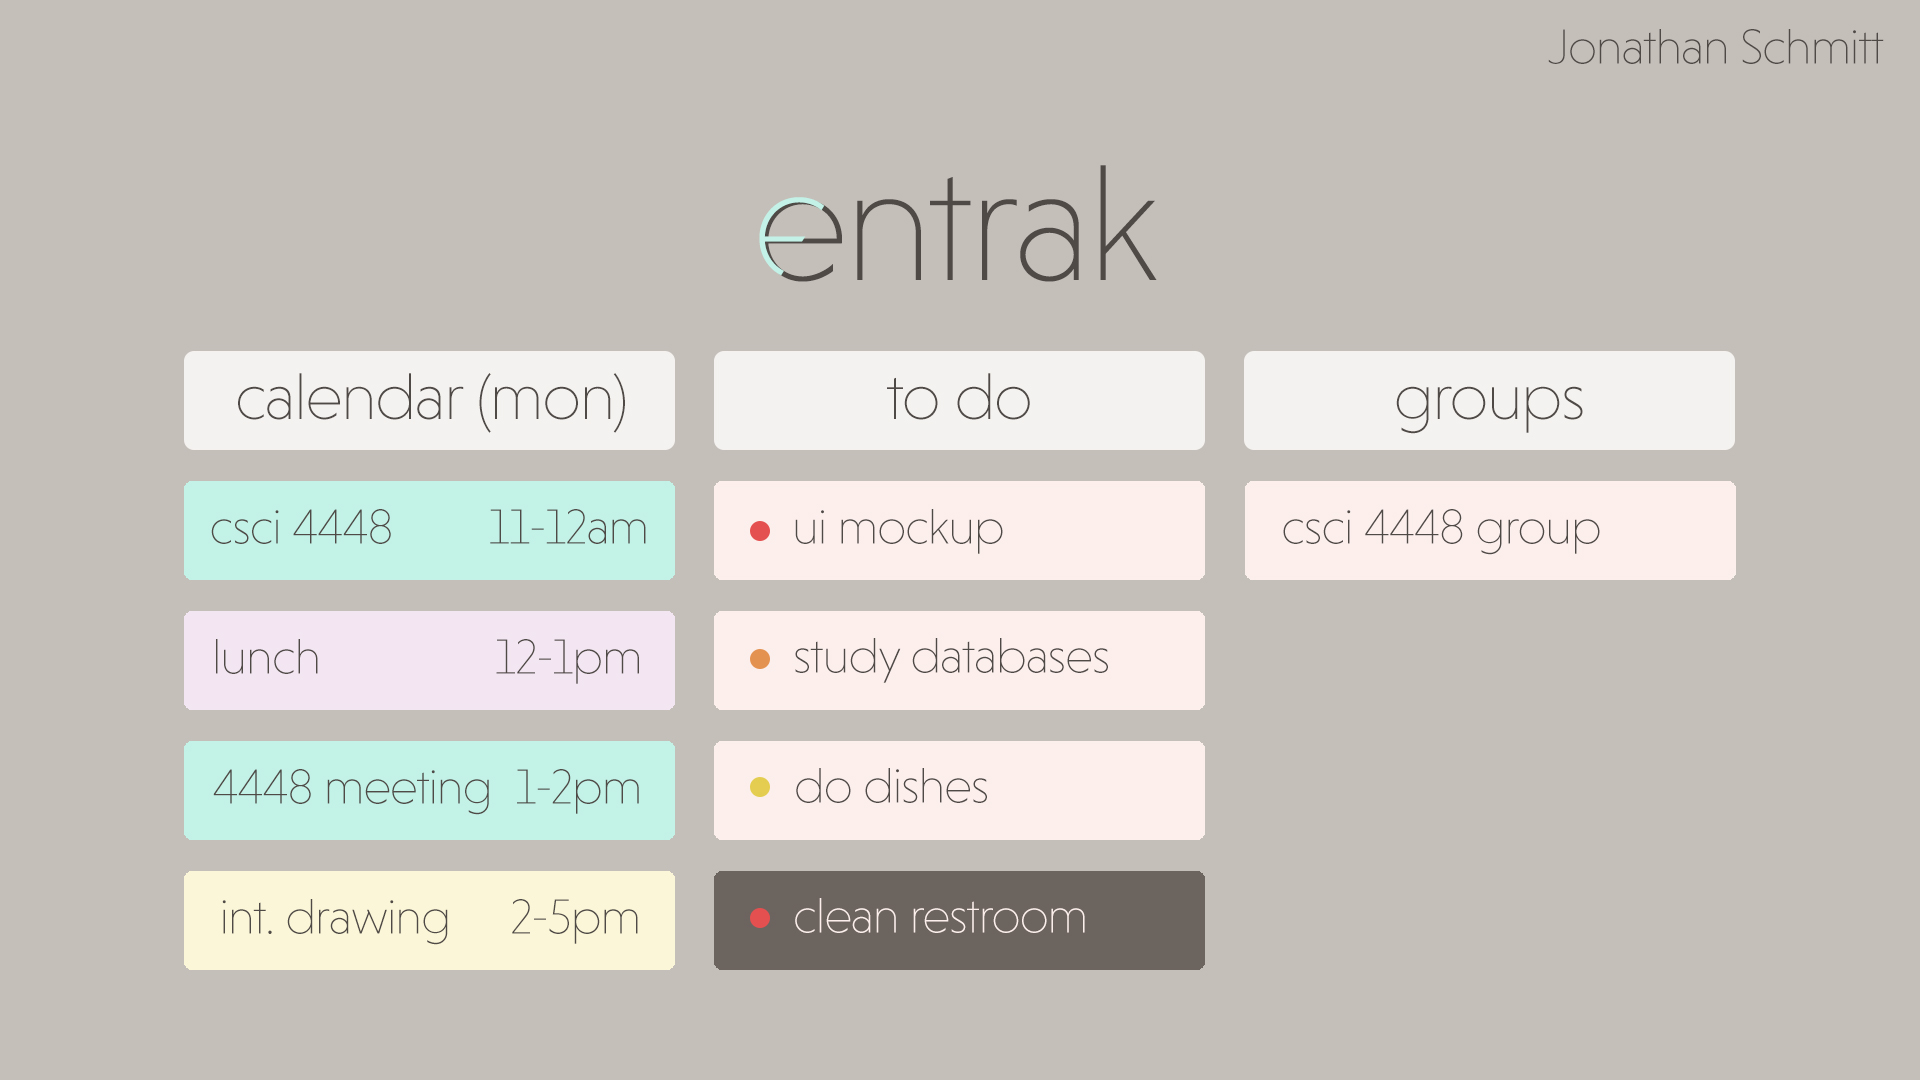 Jonathan Schmitt
entrak
calendar (mon)
csci 4448 11-12am
lunch 12-1pm
4448 meeting 1-2pm
int. drawing 2-5pm
to do
ui mockup
study databases
do dishes
clean restroom
groups
csci 4448 group